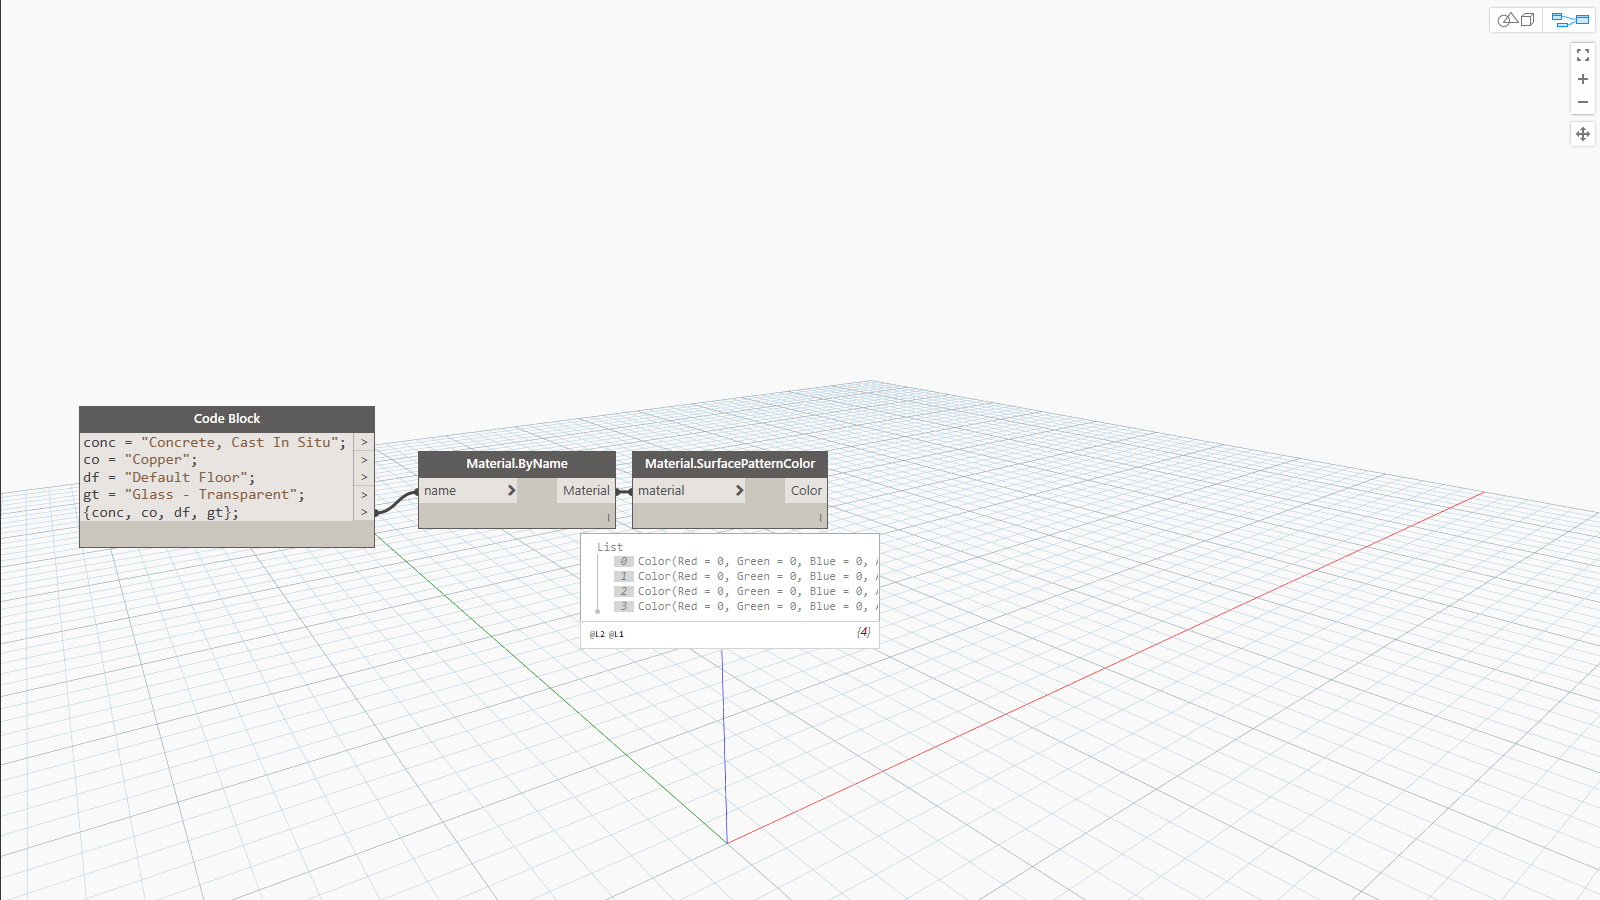 Code Block
conc = "Concrete, Cast In Situ"; >
co = "Copper"; >
df = "Default Floor"; >
gt = "Glass - Transparent"; >
{conc, co, df, gt}; >
Material.ByName
name > Material
l
Material.SurfacePatternColor
material > Color
l
List
0 Color(Red = 0, Green = 0, Blue = 0,
1 Color(Red = 0, Green = 0, Blue = 0,
2 Color(Red = 0, Green = 0, Blue = 0,
3 Color(Red = 0, Green = 0, Blue = 0,
@L2 @L1 {4}